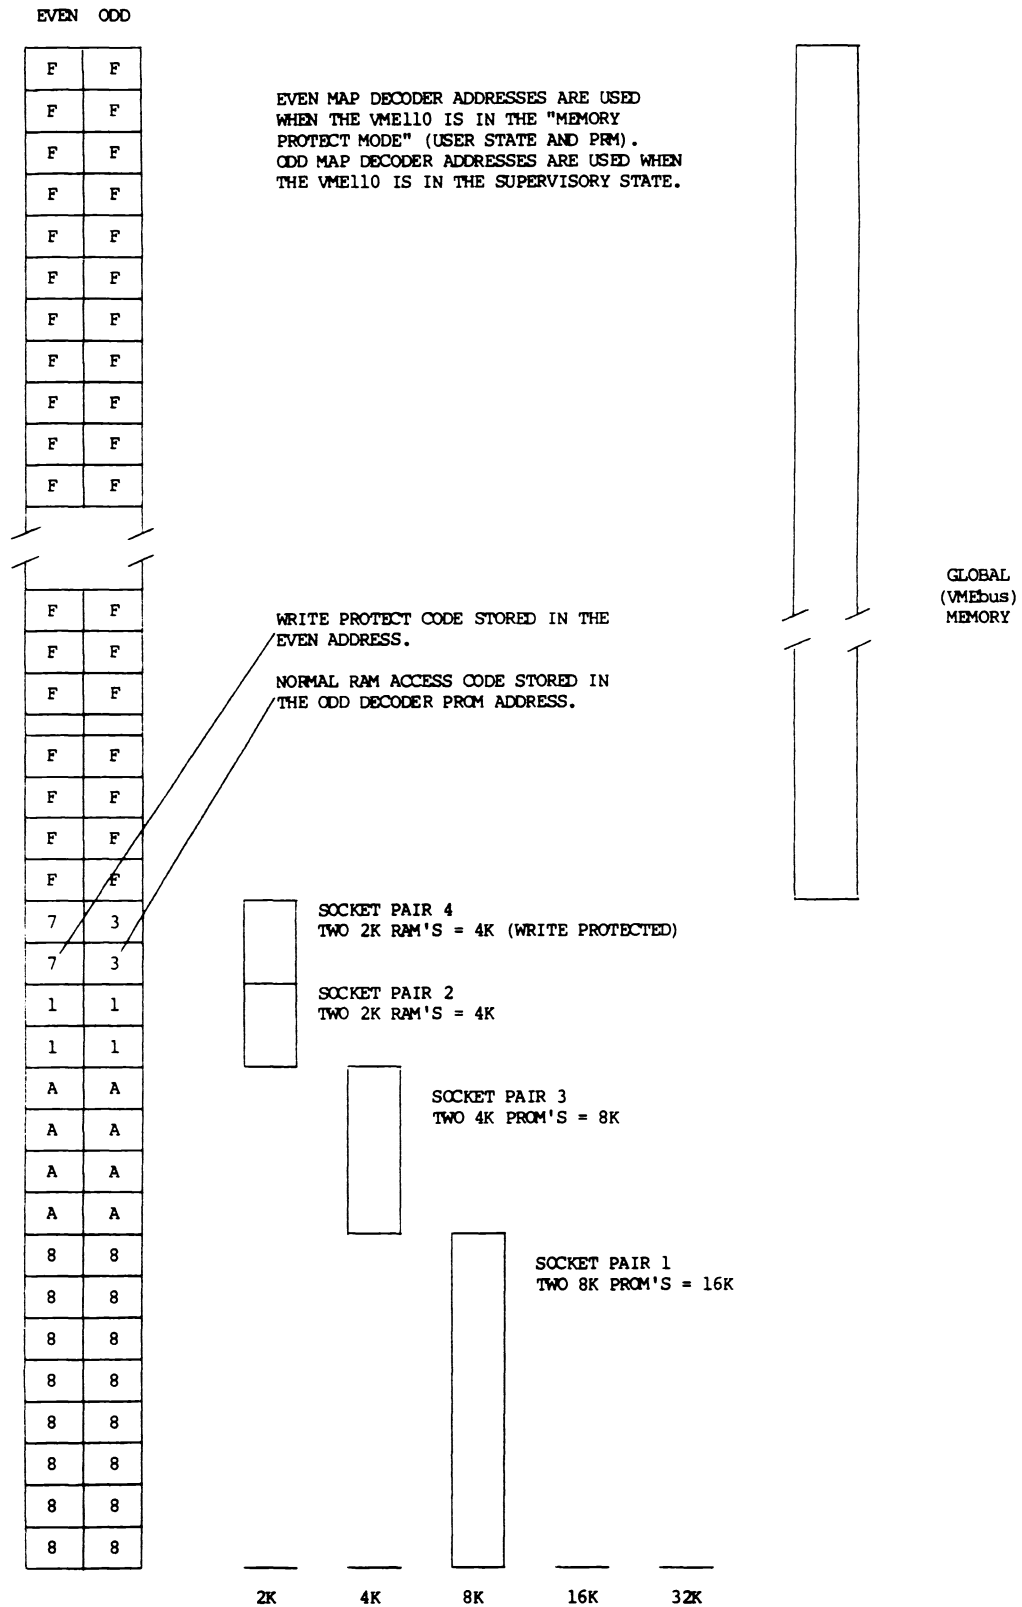 EVEN ODD
F F
F F
F F
F F
F F
F F
F F
F F
F F
F F
F F
EVEN MAP DECODER ADDRESSES ARE USED
WHEN THE VME110 IS IN THE "MEMORY
PROTECT MODE" (USER STATE AND PRM).
ODD MAP DECODER ADDRESSES ARE USED WHEN
THE VME110 IS IN THE SUPERVISORY STATE.
GLOBAL
(VMEbus)
MEMORY
F F
F F
F F
WRITE PROTECT CODE STORED IN THE
EVEN ADDRESS.
NORMAL RAM ACCESS CODE STORED IN
THE ODD DECODER PROM ADDRESS.
F F
F F
F F
F F
7 3
7 3
SOCKET PAIR 4
TWO 2K RAM'S = 4K (WRITE PROTECTED)
1 1
1 1
SOCKET PAIR 2
TWO 2K RAM'S = 4K
A A
A A
A A
A A
SOCKET PAIR 3
TWO 4K PROM'S = 8K
8 8
8 8
8 8
8 8
8 8
8 8
8 8
8 8
SOCKET PAIR 1
TWO 8K PROM'S = 16K
2K 4K 8K 16K 32K